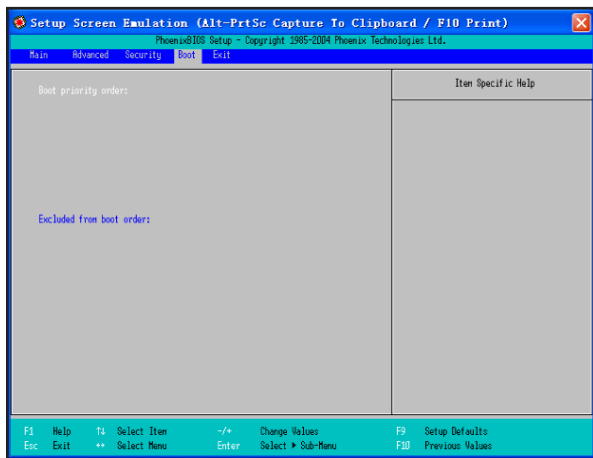 Setup Screen Emulation (Alt-PrtSc Capture To Clipboard / F10 Print)
PhoenixBIOS Setup - Copyright 1985-2004 Phoenix Technologies Ltd.
Main Advanced Security Boot Exit
Boot priority order:
Item Specific Help
Excluded from boot order:
F1 Help ↑↓ Select Item -/+ Change Values F9 Setup Defaults
Esc Exit ↔ Select Menu Enter Select ▶ Sub-Menu F10 Previous Values